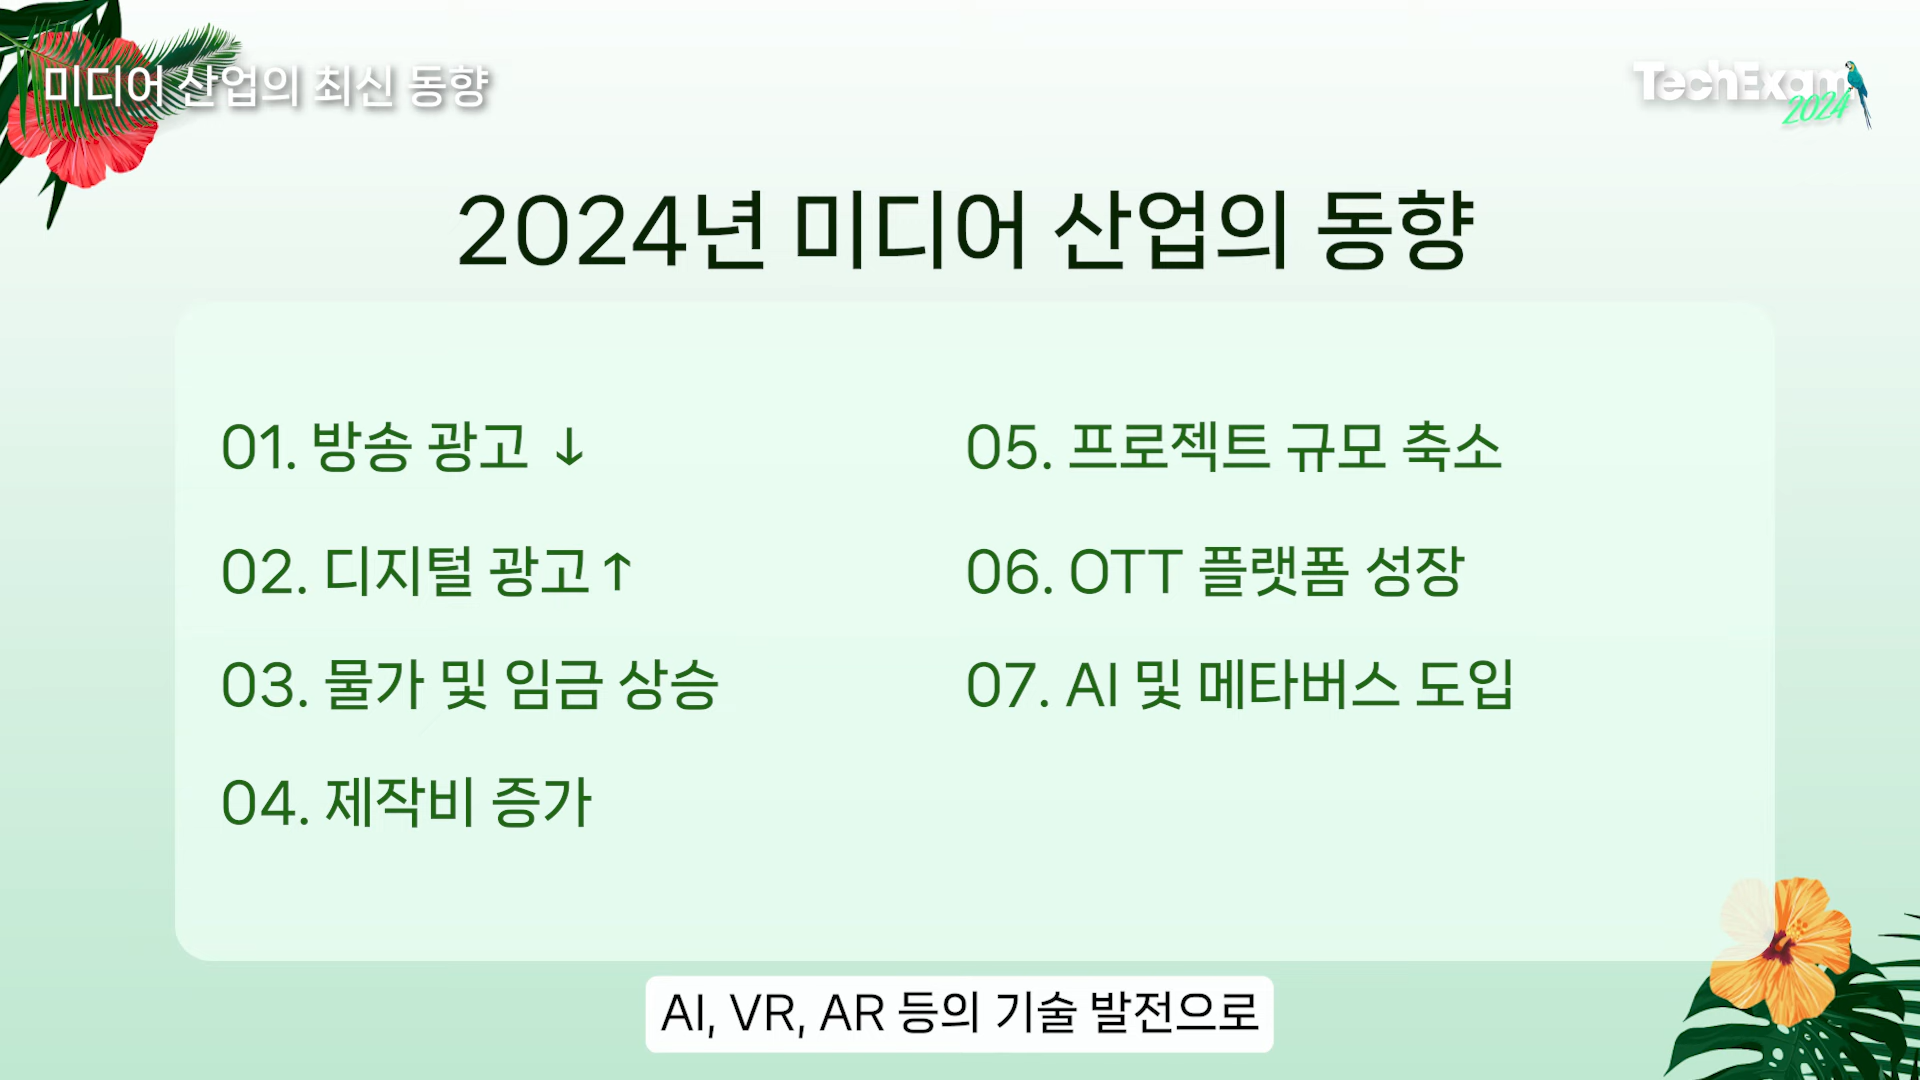 미디어 산업의 최신 동향
TechExam
2024
2024년 미디어 산업의 동향
01. 방송 광고 ↓
02. 디지털 광고↑
03. 물가 및 임금 상승
04. 제작비 증가
05. 프로젝트 규모 축소
06. OTT 플랫폼 성장
07. AI 및 메타버스 도입
AI, VR, AR 등의 기술 발전으로